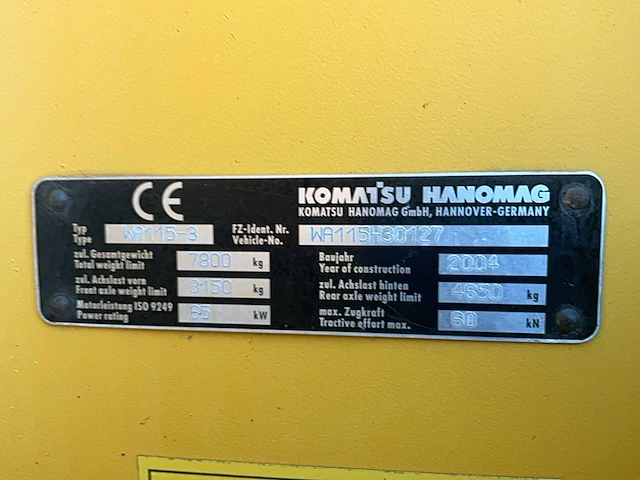 CE
KOMATSU HANOMAG
KOMATSU HANOMAG GmbH, HANNOVER-GERMANY
Typ
Type
WA115-3
FZ-Ident. Nr.
Vehicle-No.
WA115H30127
zul. Gesamtgewicht
Total weight limit
7800 kg
Baujahr
Year of construction
2004
zul. Achslast vorn
Front axle weight limit
3150 kg
zul. Achslast hinten
Rear axle weight limit
4650 kg
Motorleistung ISO 9249
Power rating
65 kW
max. Zugkraft
Tractive effort max.
60 kN